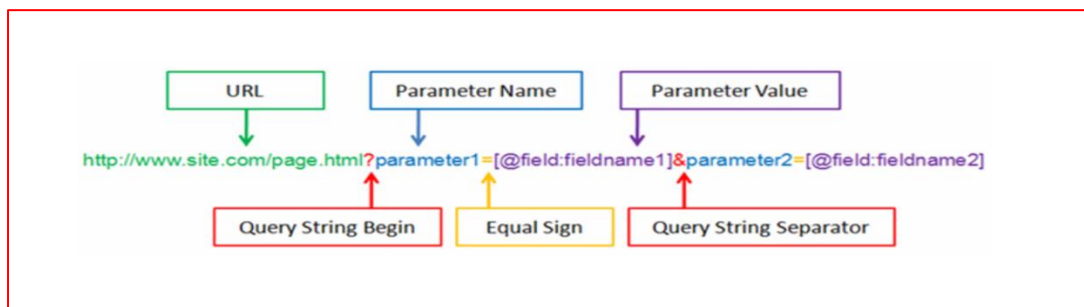 URL Parameter Name Parameter Value
http://www.site.com/page.html?parameter1=[@field:fieldname1]&parameter2=[@field:fieldname2]
Query String Begin Equal Sign Query String Separator